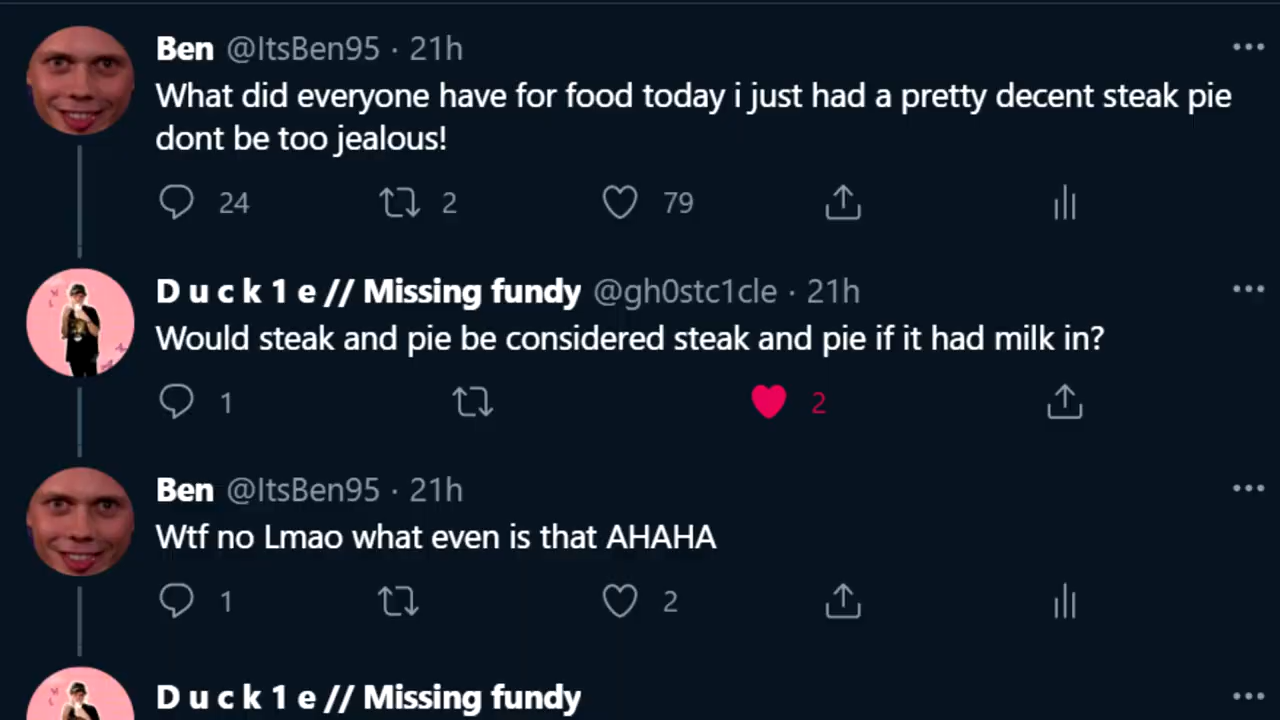 Ben @ItsBen95 · 21h
What did everyone have for food today i just had a pretty decent steak pie
dont be too jealous!
24 2 79
D u c k 1 e // Missing fundy @gh0stc1cle · 21h
Would steak and pie be considered steak and pie if it had milk in?
1 2
Ben @ItsBen95 · 21h
Wtf no Lmao what even is that AHAHA
1 2
D u c k 1 e // Missing fundy